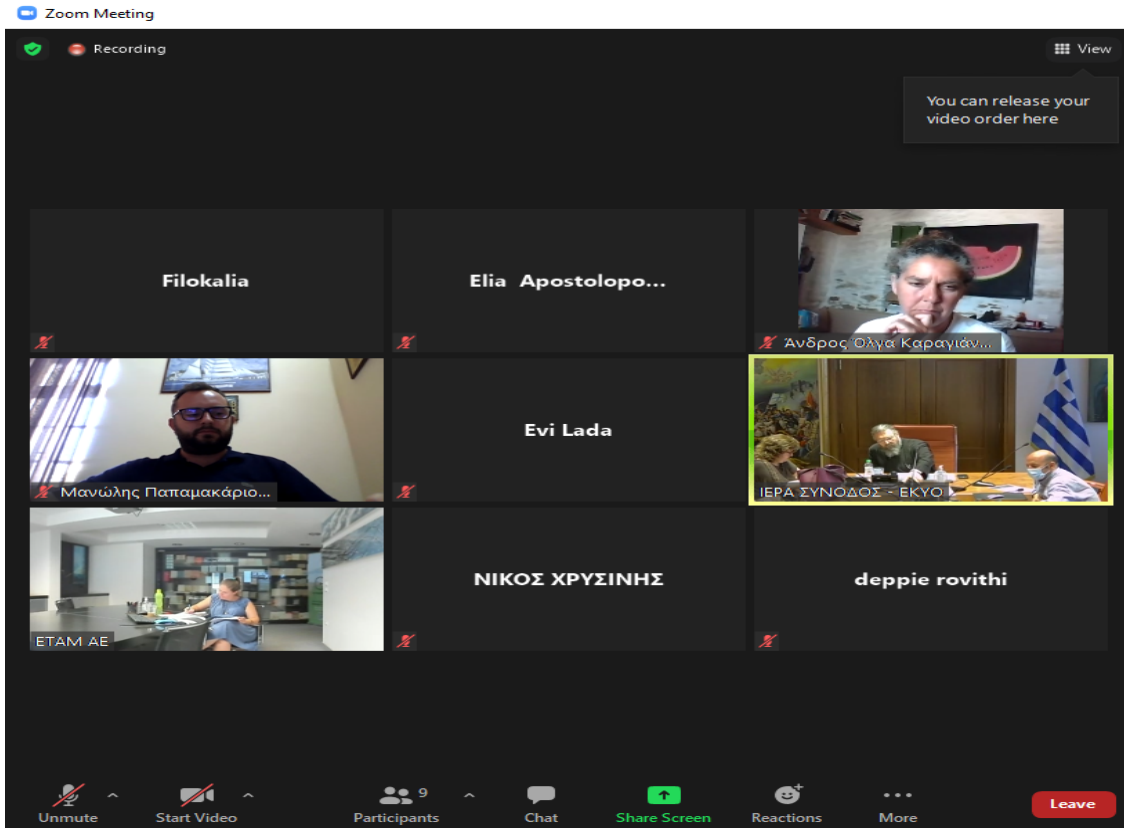 Zoom Meeting
Recording
View
You can release your
video order here
Filokalia
Elia Apostolopo...
Άνδρος Όλγα Καραγιάν...
Μανώλης Παπαμακάριο...
Evi Lada
ΙΕΡΑ ΣΥΝΟΔΟΣ - ΕΚΥΟ
ETAM AE
ΝΙΚΟΣ ΧΡΥΣΙΝΗΣ
deppie rovithi
Unmute
Start Video
9
Participants
Chat
Share Screen
Reactions
More
Leave